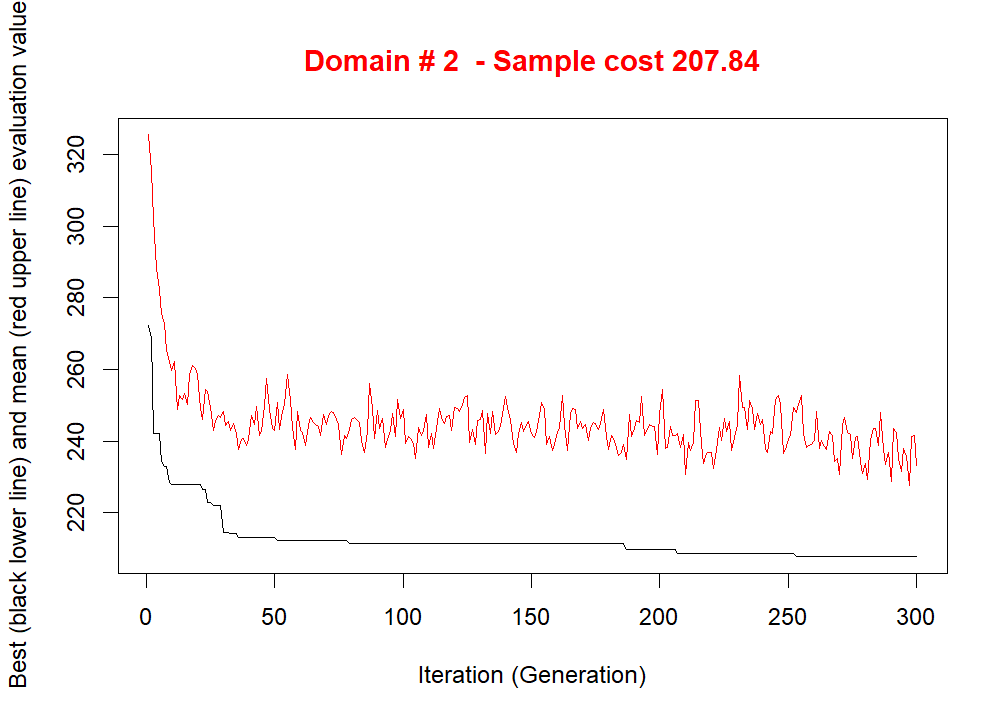 Domain # 2  - Sample cost 207.84
Best (black lower line) and mean (red upper line) evaluation value
320
300
280
260
240
220
0 50 100 150 200 250 300
Iteration (Generation)